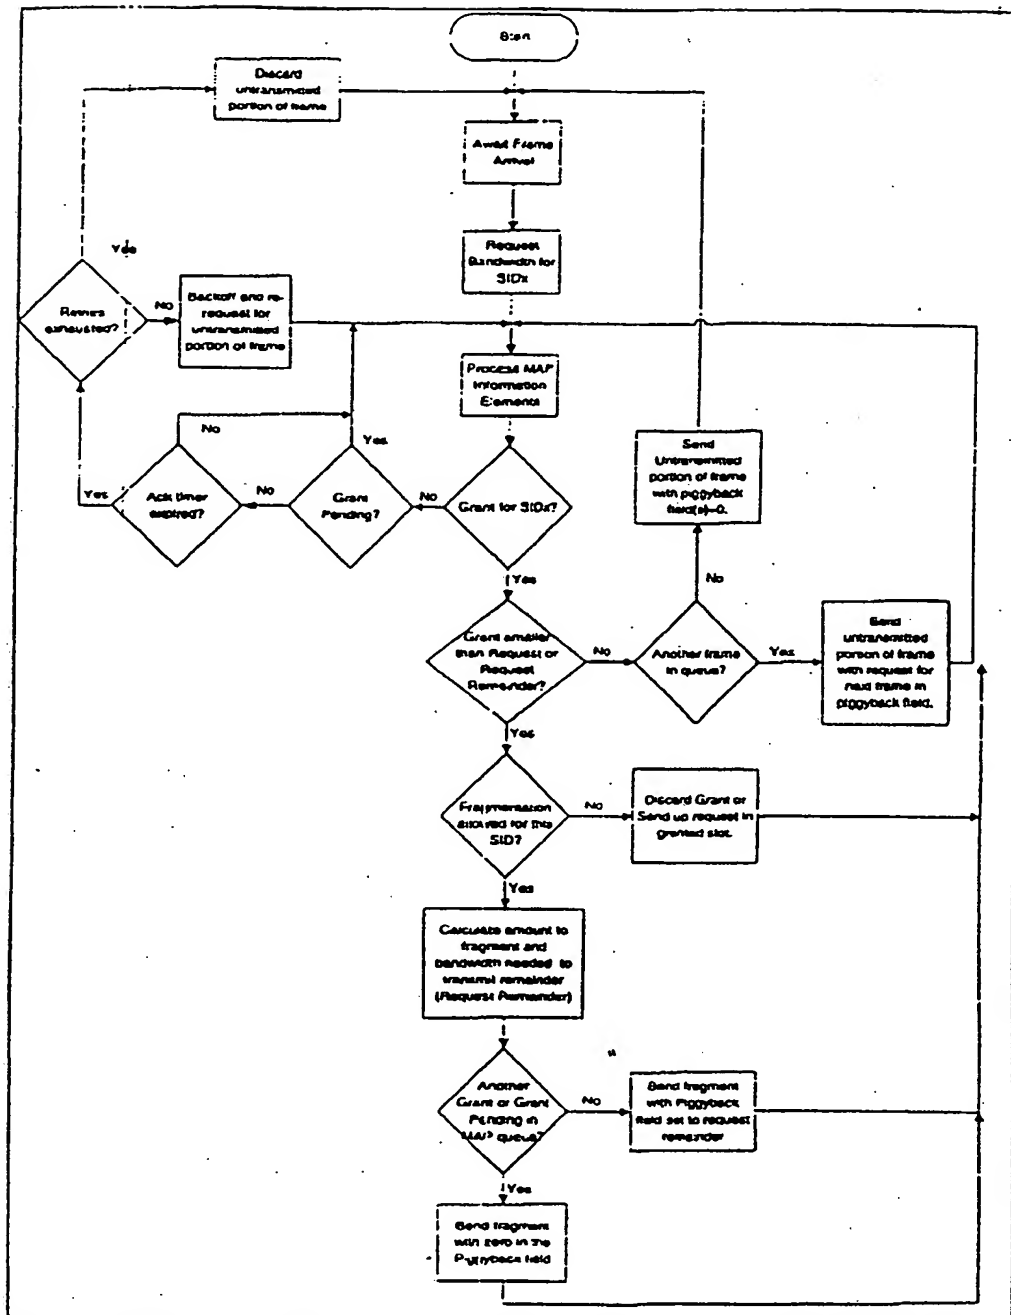 Start
Discard
untransmitted
portion of frame
Await Frame
Arrival
Request
Bandwidth for
SIDx
Yes
Retries
exhausted?
No
Backoff and re-
request for
untransmitted
portion of frame
Process MAP
Information
Elements
No
Yes
Send
Untransmitted
portion of frame
with piggyback
field(s)=0.
Yes
Ack timer
expired?
No
Grant
Pending?
No
Grant for SIDx?
Yes
No
Grant smaller
than Request or
Request
Remainder?
No
Another frame
in queue?
Yes
Send
untransmitted
portion of frame
with request for
next frame in
piggyback field.
Yes
Fragmentation
allowed for this
SID?
No
Discard Grant or
Send up request in
granted slot.
Yes
Calculate amount to
fragment and
bandwidth needed to
transmit remainder
(Request Remainder)
Another
Grant or Grant
Pending in
MAP queue?
No
Send fragment
with Piggyback
field set to request
remainder
Yes
Send fragment
with zero in the
Piggyback field